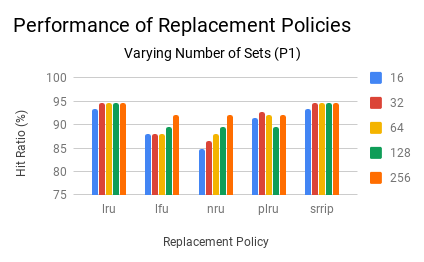 Performance of Replacement Policies
Varying Number of Sets (P1)
Hit Ratio (%)
100
95
90
85
80
75
lru
lfu
nru
plru
srrip
Replacement Policy
16
32
64
128
256